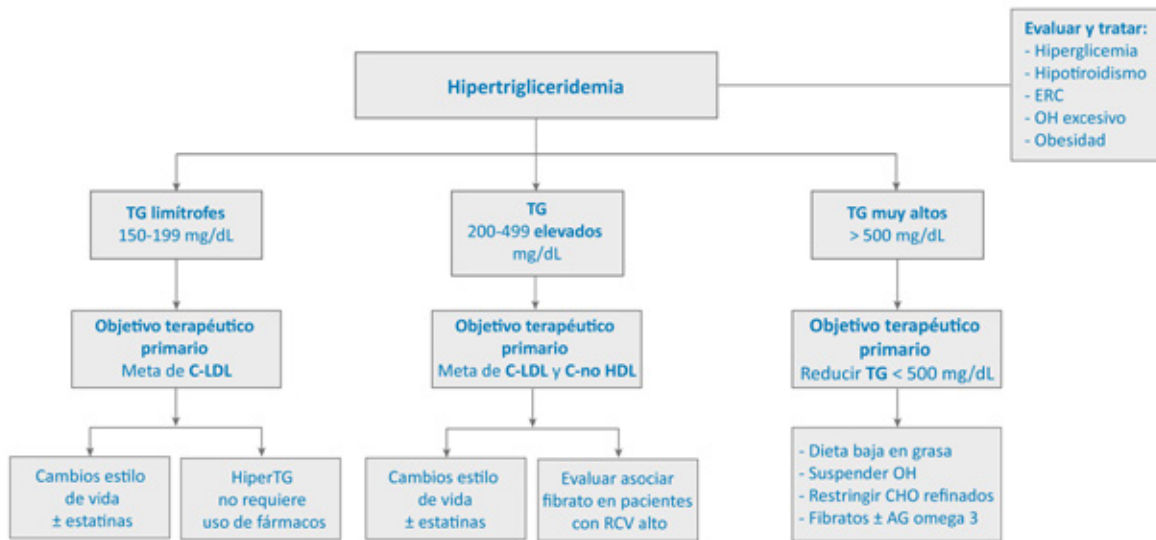 Evaluar y tratar:
- Hiperglicemia
- Hipotiroidismo
- ERC
- OH excesivo
- Obesidad
Hipertrigliceridemia
TG limítrofes
150-199 mg/dL
TG
200-499 elevados
mg/dL
TG muy altos
> 500 mg/dL
Objetivo terapéutico
primario
Meta de C-LDL
Objetivo terapéutico
primario
Meta de C-LDL y C-no HDL
Objetivo terapéutico
primario
Reducir TG < 500 mg/dL
Cambios estilo
de vida
± estatinas
HiperTG
no requiere
uso de fármacos
Cambios estilo
de vida
± estatinas
Evaluar asociar
fibrato en pacientes
con RCV alto
- Dieta baja en grasa
- Suspender OH
- Restringir CHO refinados
- Fibratos ± AG omega 3